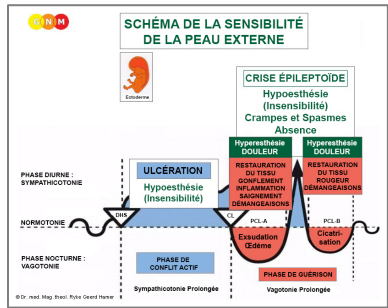 GNM
SCHÉMA DE LA SENSIBILITÉ
DE LA PEAU EXTERNE
Ectoderme
CRISE ÉPILEPTOÏDE
Hypoesthésie
(Insensibilité)
Crampes et Spasmes
Absence
Hyperesthésie
DOULEUR
RESTAURATION
DU TISSU
GONFLEMENT
INFLAMMATION
SAIGNEMENT
DÉMANGEAISONS
Hyperesthésie
DOULEUR
RESTAURATION
DU TISSU
ROUGEUR
DÉMANGEAISONS
ULCÉRATION
Hypoesthésie
(Insensibilité)
PHASE DIURNE :
SYMPATHICOTONIE
NORMOTONIE
DHS
CL
PCL-A
PCL-B
Exsudation
Œdème
Cicatri-
sation
PHASE NOCTURNE :
VAGOTONIE
PHASE DE
CONFLIT ACTIF
PHASE DE GUÉRISON
Sympathicotonie Prolongée
Vagotonie Prolongée
© Dr. med. Mag. theol. Ryke Geerd Hamer